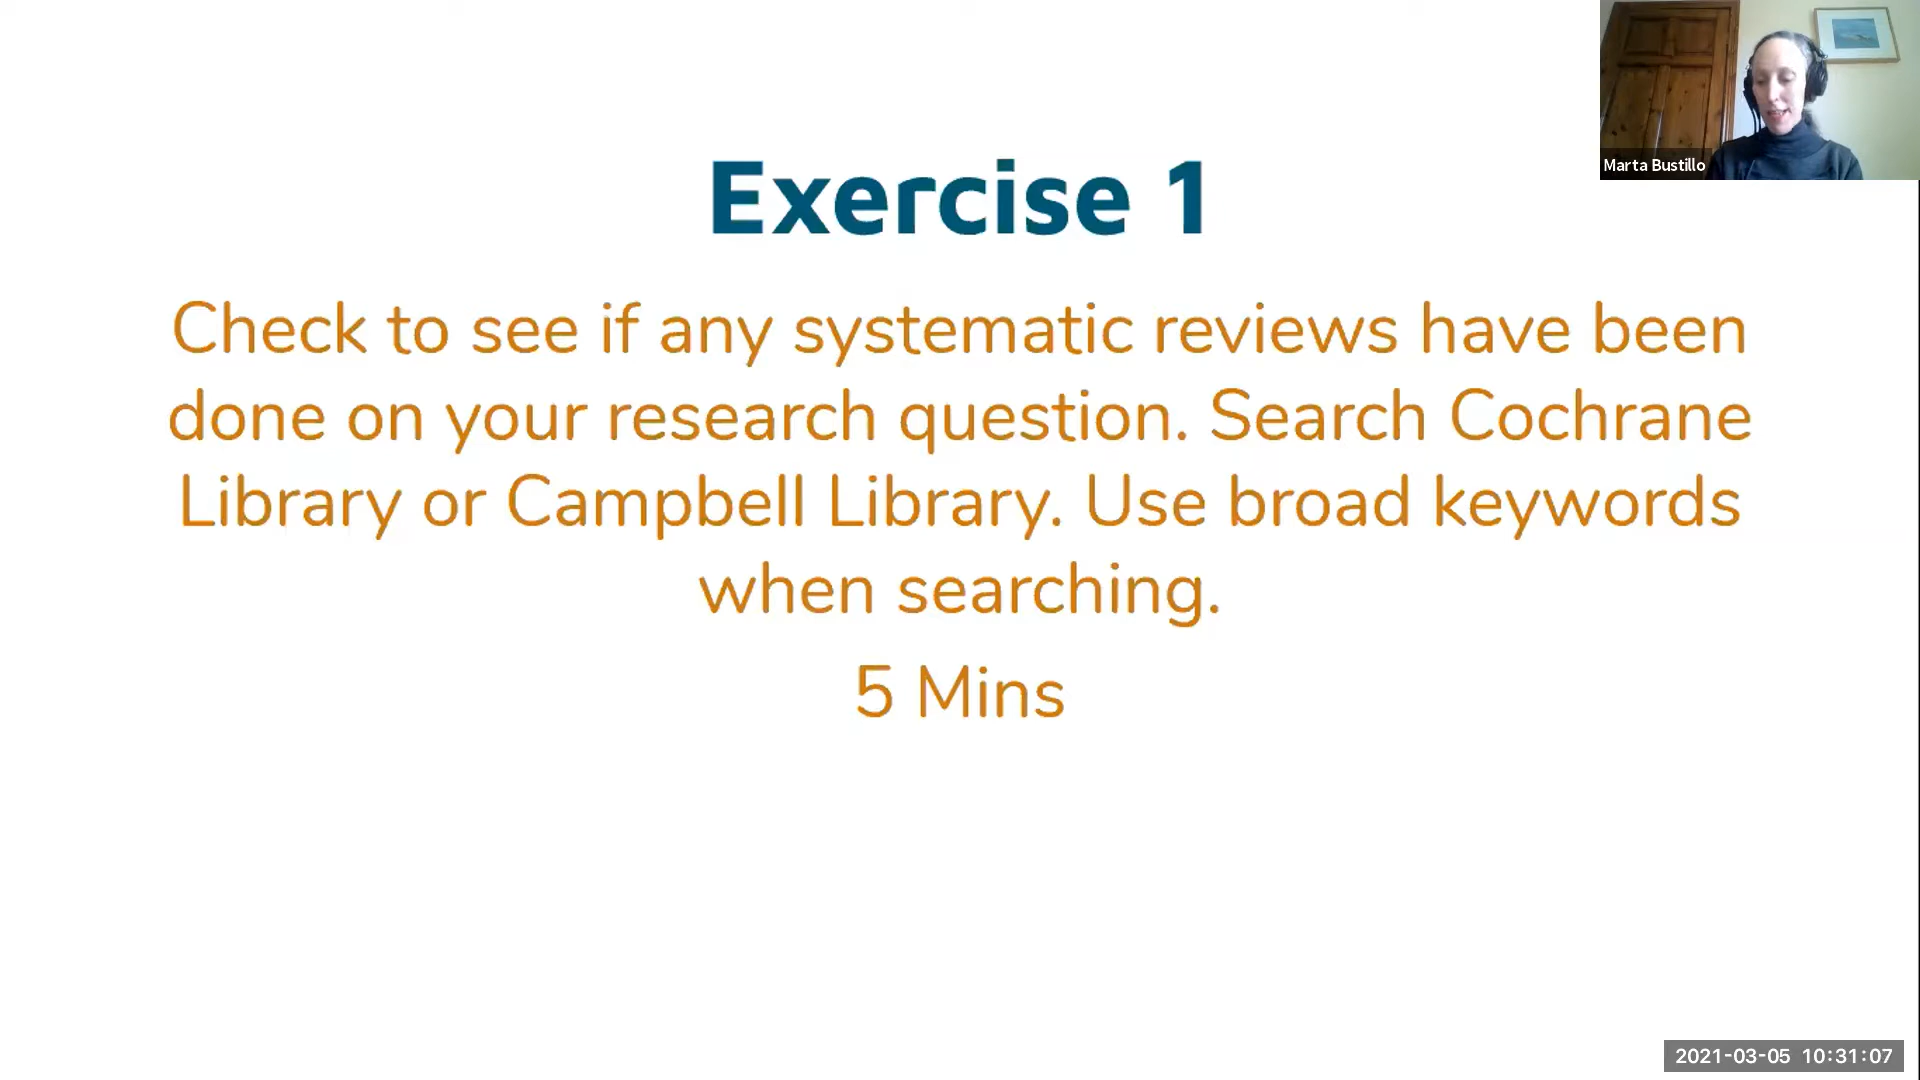 Exercise 1
Check to see if any systematic reviews have been
done on your research question. Search Cochrane
Library or Campbell Library. Use broad keywords
when searching.
5 Mins
Marta Bustillo
2021-03-05 10:31:07